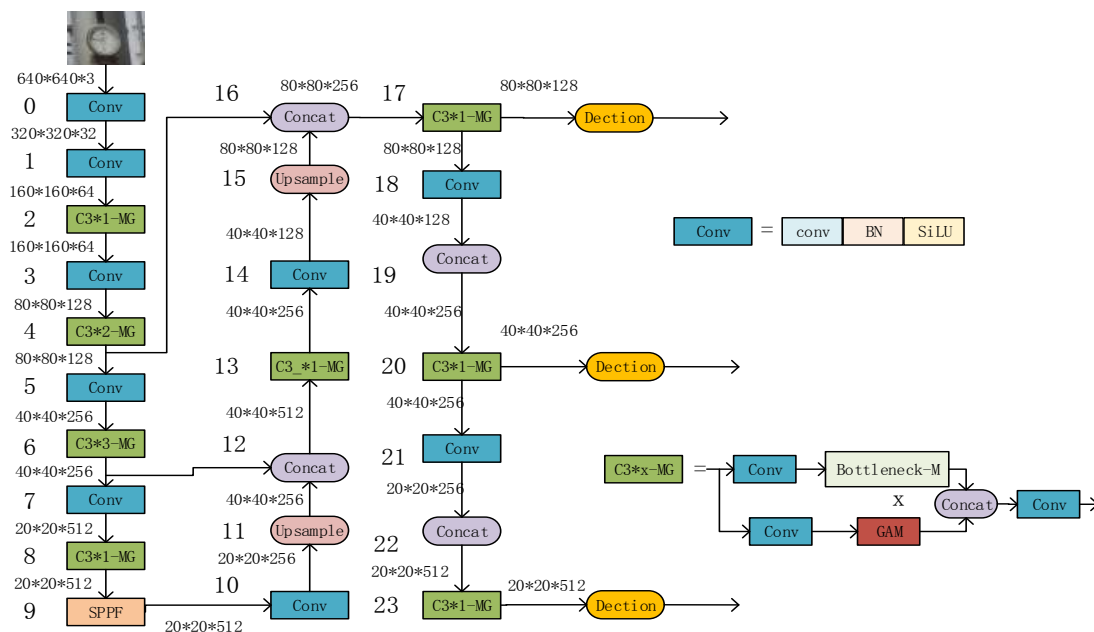 640*640*3
0
Conv
320*320*32
1
Conv
160*160*64
2
C3*1-MG
160*160*64
3
Conv
80*80*128
4
C3*2-MG
80*80*128
5
Conv
40*40*256
6
C3*3-MG
40*40*256
7
Conv
20*20*512
8
C3*1-MG
20*20*512
9
SPPF
20*20*512
10
Conv
20*20*256
11
Upsample
40*40*256
12
Concat
40*40*512
13
C3_*1-MG
40*40*256
14
Conv
40*40*128
15
Upsample
80*80*128
16
Concat
80*80*256
17
C3*1-MG
80*80*128
Dection
80*80*128
18
Conv
40*40*128
19
Concat
40*40*256
20
C3*1-MG
40*40*256
Dection
40*40*256
21
Conv
20*20*256
22
Concat
20*20*512
23
C3*1-MG
20*20*512
Dection
Conv = conv BN SiLU
C3*x-MG = Conv Bottleneck-M
x
Concat Conv
Conv GAM